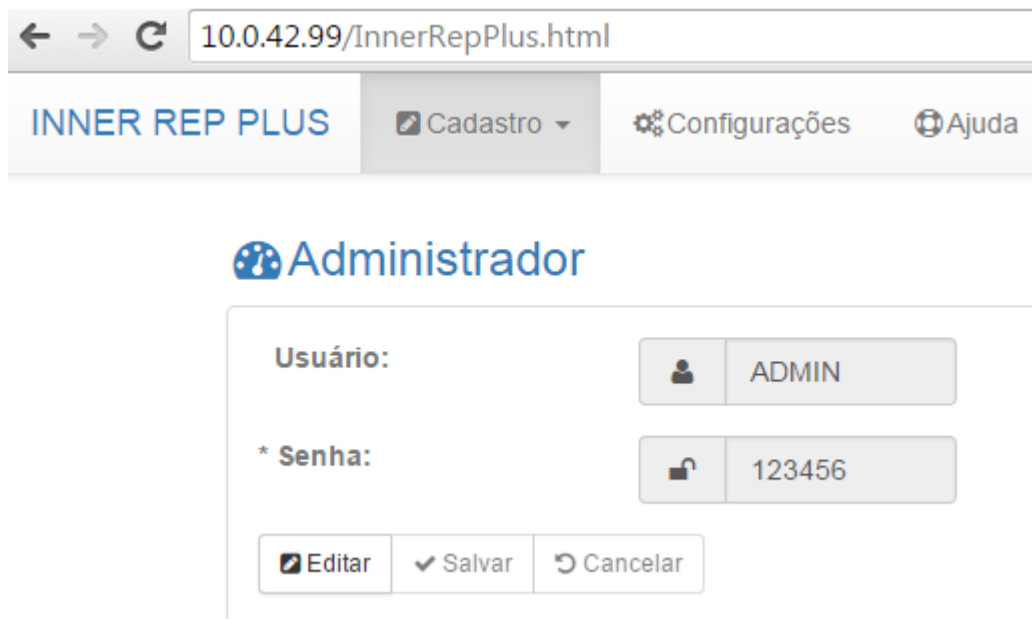 10.0.42.99/InnerRepPlus.html
INNER REP PLUS Cadastro Configurações Ajuda
Administrador
Usuário: ADMIN
* Senha: 123456
Editar Salvar Cancelar